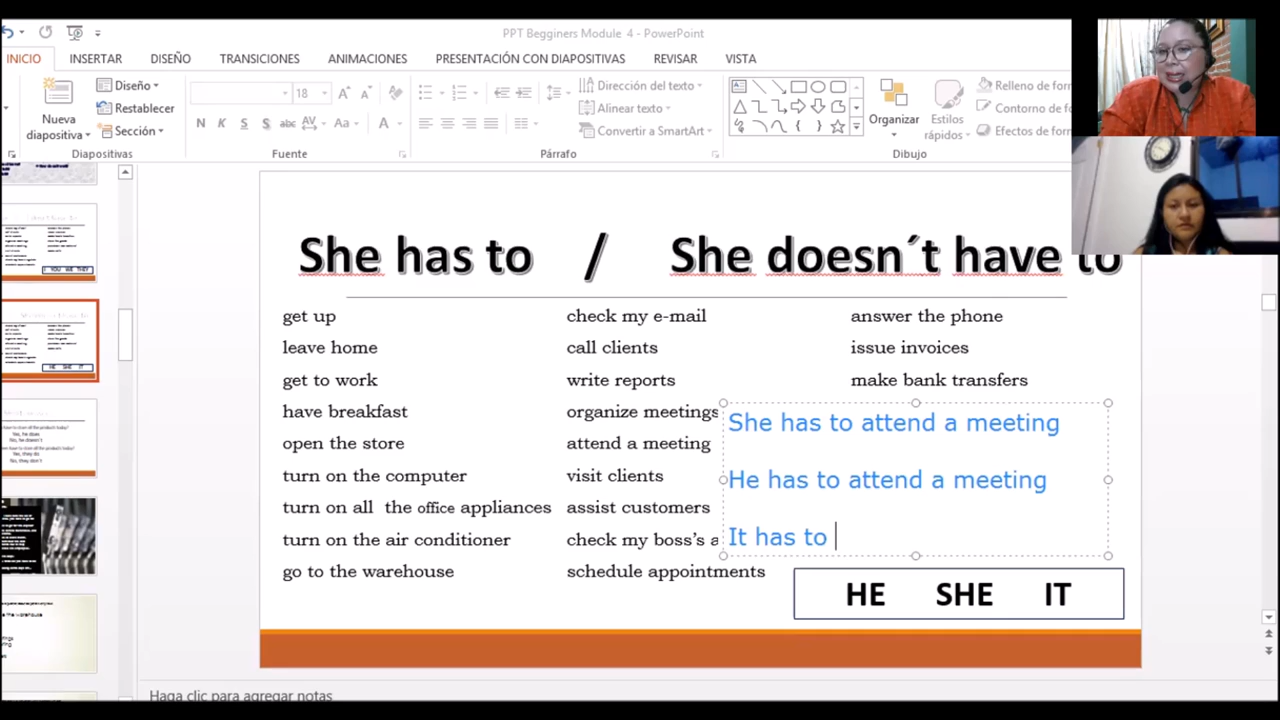 PPT Begginers Module 4 - PowerPoint
INICIO INSERTAR DISEÑO TRANSICIONES ANIMACIONES PRESENTACIÓN CON DIAPOSITIVAS REVISAR VISTA
Nueva diapositiva
Diseño
Restablecer
Sección
18
N K S S abc AV Aa A
Dirección del texto
Alinear texto
Convertir a SmartArt
Organizar
Estilos rápidos
Relleno de for
Contorno de fo
Efectos de form
Diapositivas Fuente Párrafo Dibujo
She has to / She doesn´t have to
get up
leave home
get to work
have breakfast
open the store
turn on the computer
turn on all the office appliances
turn on the air conditioner
go to the warehouse
check my e-mail
call clients
write reports
organize meetings
attend a meeting
visit clients
assist customers
check my boss's
schedule appointments
answer the phone
issue invoices
make bank transfers
She has to attend a meeting
He has to attend a meeting
It has to
HE SHE IT
Haga clic para agregar notas